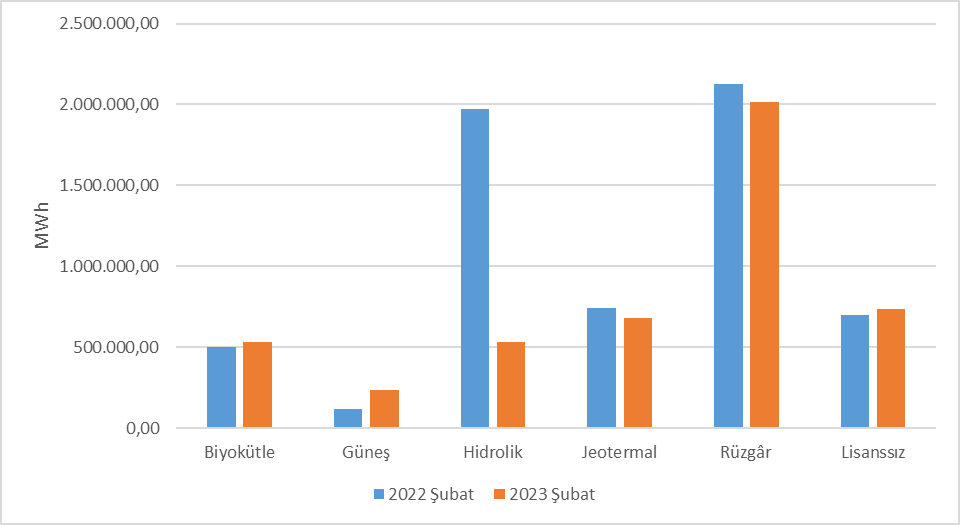 2.500.000,00
2.000.000,00
1.500.000,00
1.000.000,00
500.000,00
0,00
MWh
Biyokütle Güneş Hidrolik Jeotermal Rüzgâr Lisanssız
2022 Şubat 2023 Şubat